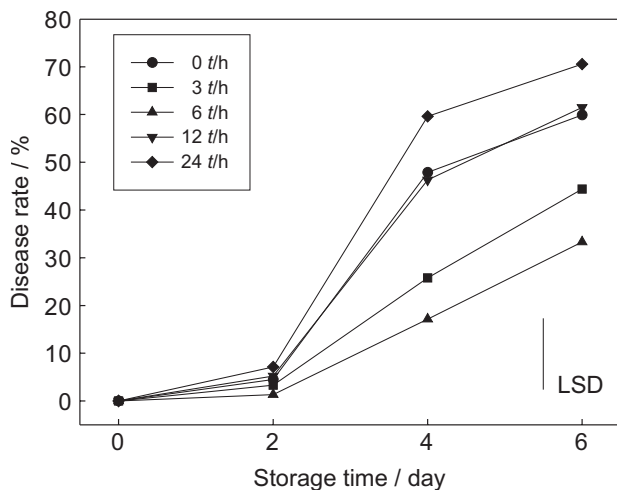 80
70
60
50
40
30
20
10
0
Disease rate / %
0 t/h
3 t/h
6 t/h
12 t/h
24 t/h
LSD
0 2 4 6
Storage time / day